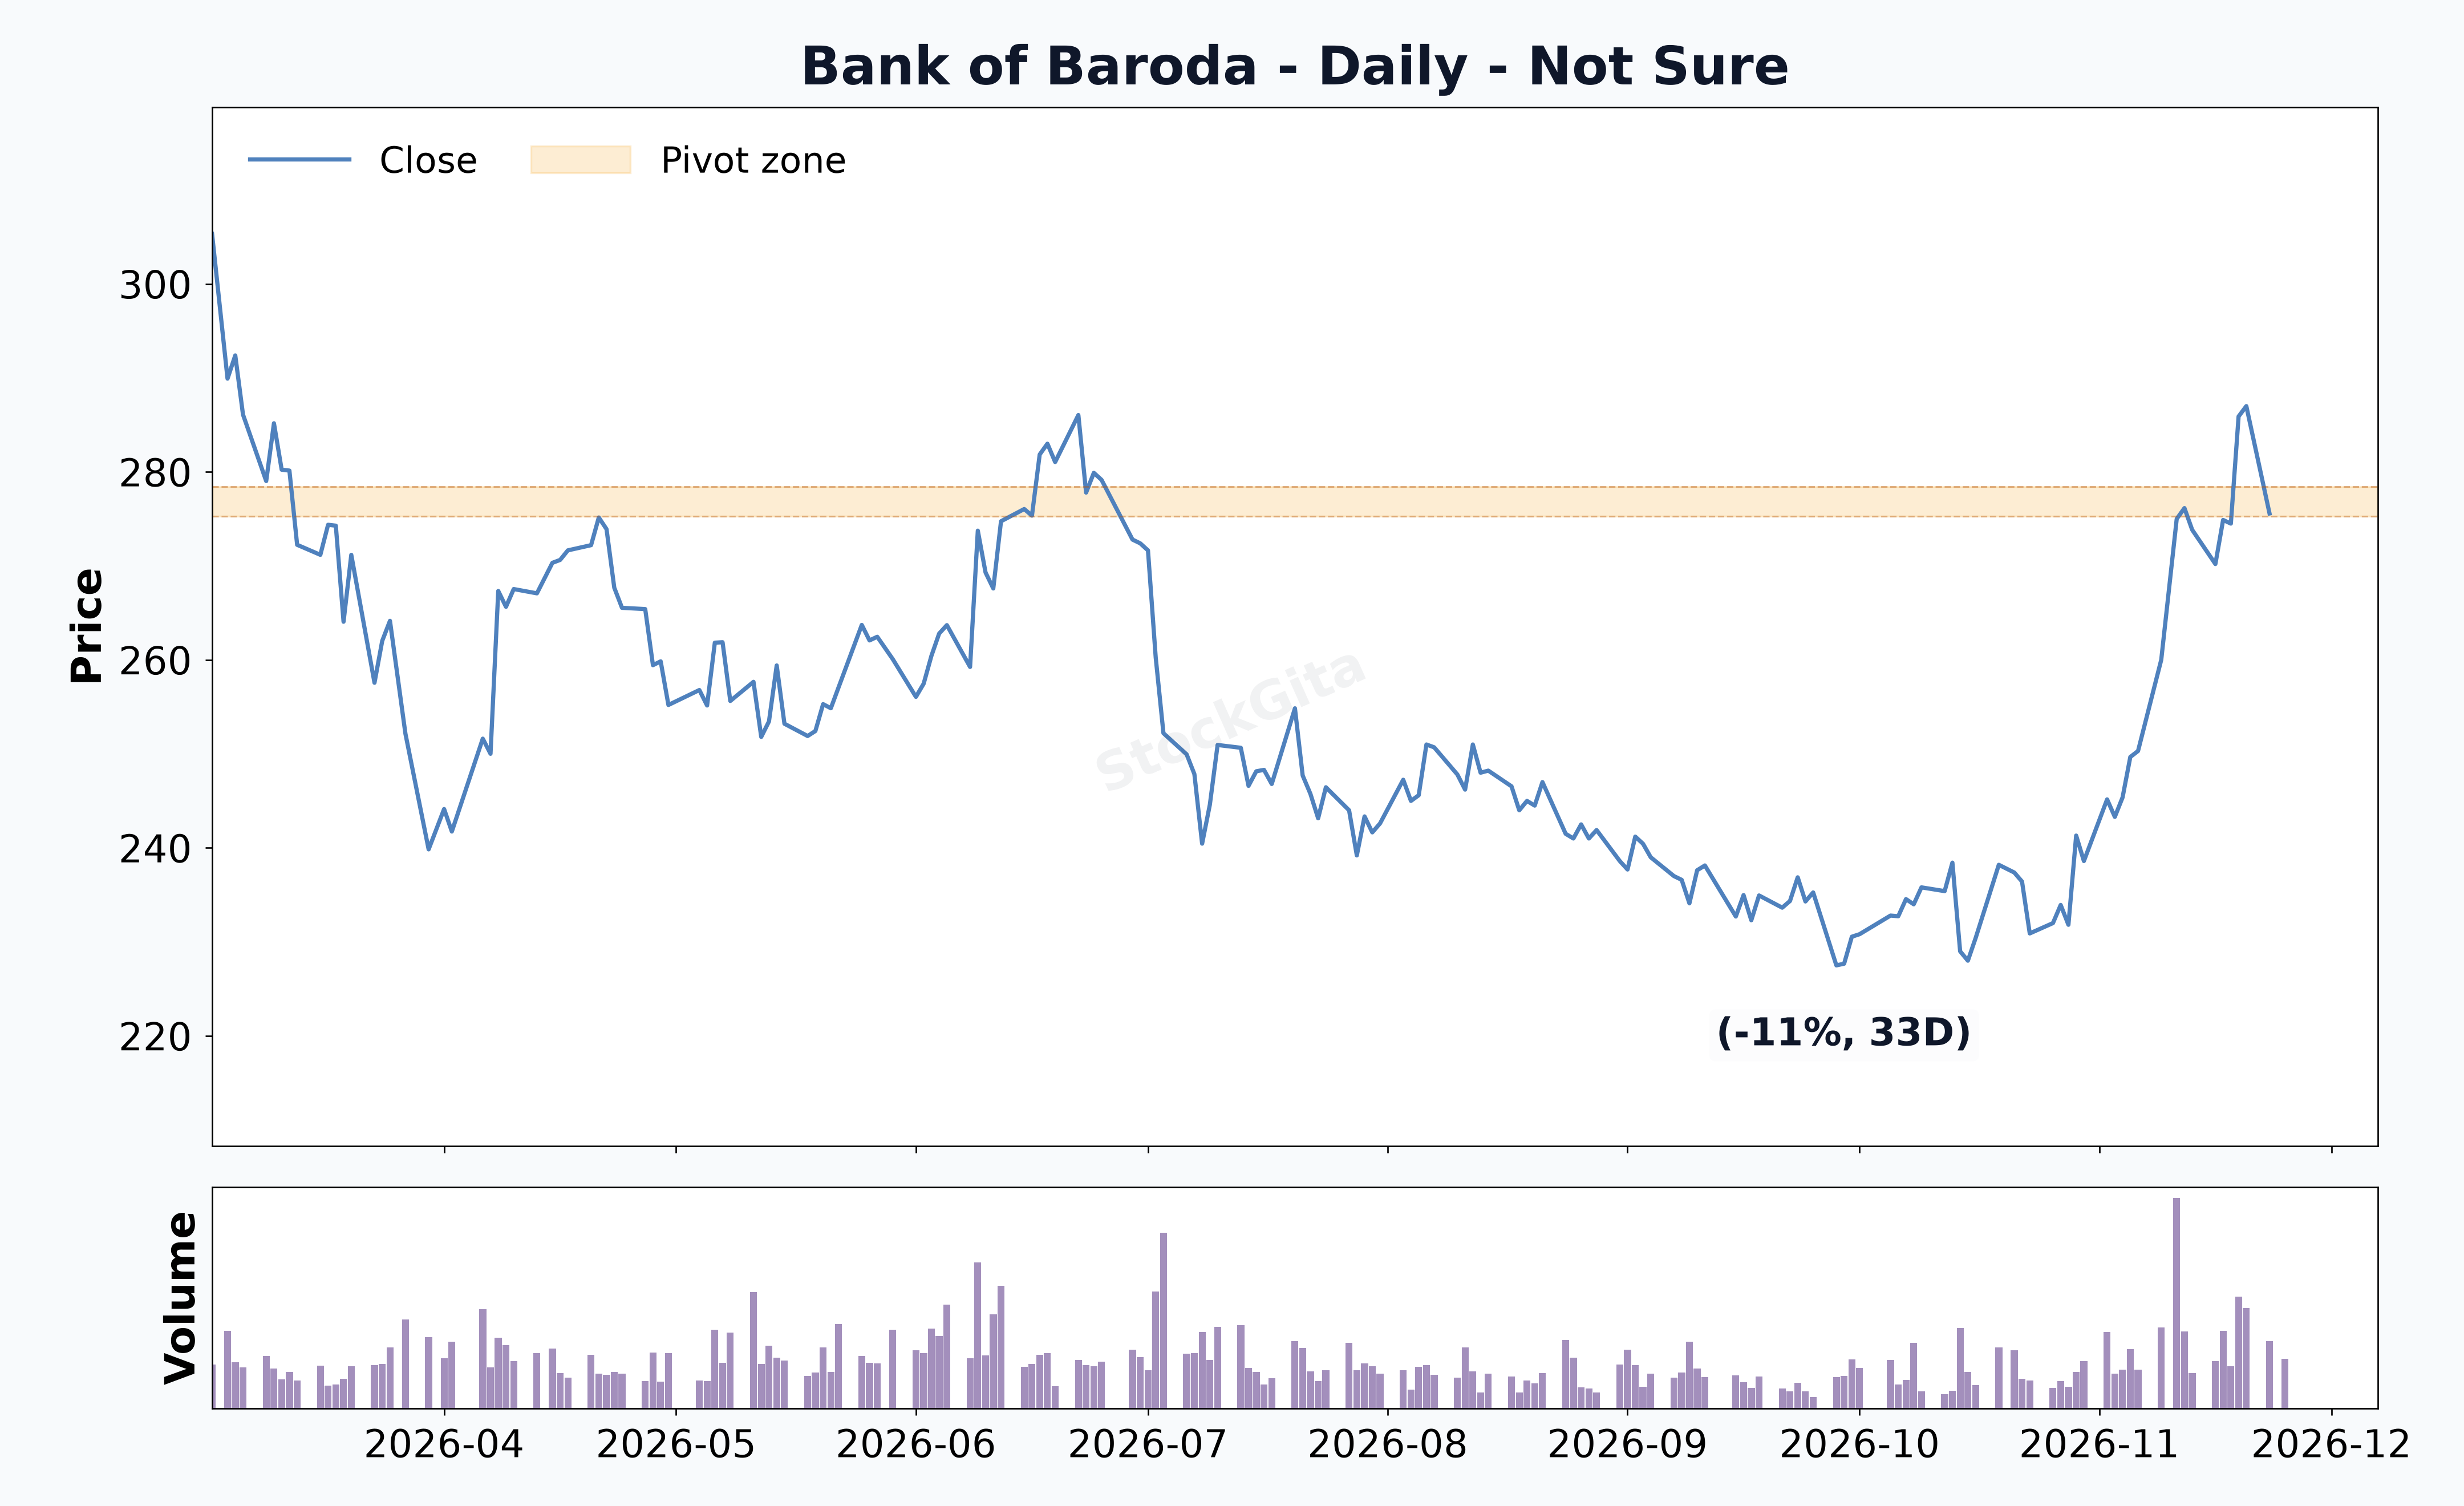 Bank of Baroda - Daily - Not Sure
Close
Pivot zone
300
280
260
240
220
Price
StockGita
(-11%, 33D)
Volume
2026-04
2026-05
2026-06
2026-07
2026-08
2026-09
2026-10
2026-11
2026-12